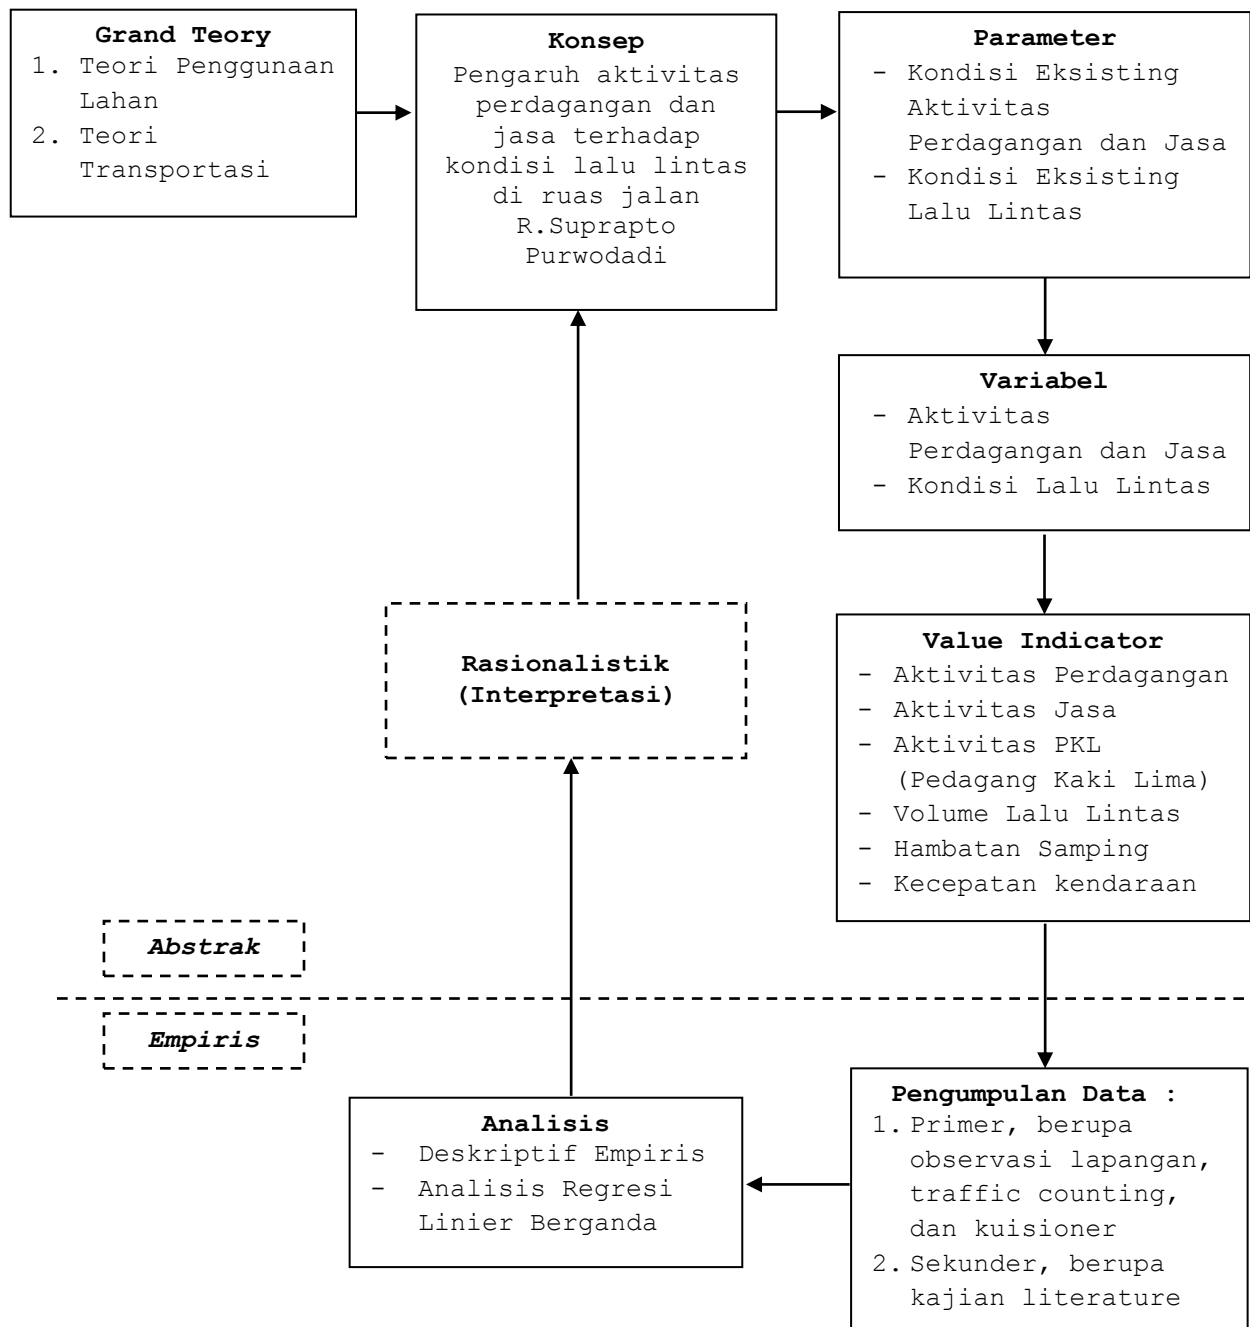 Grand Teory
1. Teori Penggunaan
Lahan
2. Teori
Transportasi
Konsep
Pengaruh aktivitas
perdagangan dan
jasa terhadap
kondisi lalu lintas
di ruas jalan
R.Suprapto
Purwodadi
Parameter
- Kondisi Eksisting
Aktivitas
Perdagangan dan Jasa
- Kondisi Eksisting
Lalu Lintas
Variabel
- Aktivitas
Perdagangan dan Jasa
- Kondisi Lalu Lintas
Value Indicator
- Aktivitas Perdagangan
- Aktivitas Jasa
- Aktivitas PKL
(Pedagang Kaki Lima)
- Volume Lalu Lintas
- Hambatan Samping
- Kecepatan kendaraan
Rasionalistik
(Interpretasi)
Abstrak
Empiris
Pengumpulan Data :
1. Primer, berupa
observasi lapangan,
traffic counting,
dan kuisioner
2. Sekunder, berupa
kajian literature
Analisis
- Deskriptif Empiris
- Analisis Regresi
Linier Berganda